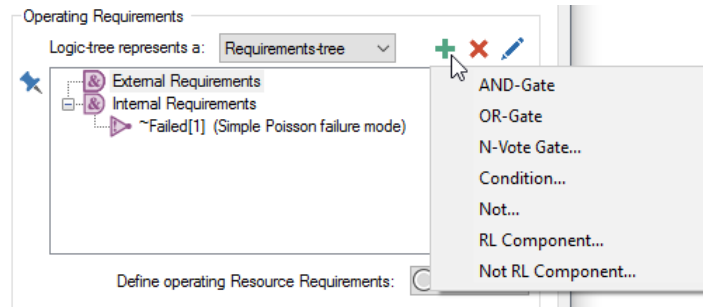 Operating Requirements
Logic-tree represents a: Requirements-tree
& External Requirements
& Internal Requirements
~Failed[1] (Simple Poisson failure mode)
Define operating Resource Requirements:
AND-Gate
OR-Gate
N-Vote Gate...
Condition...
Not...
RL Component...
Not RL Component...